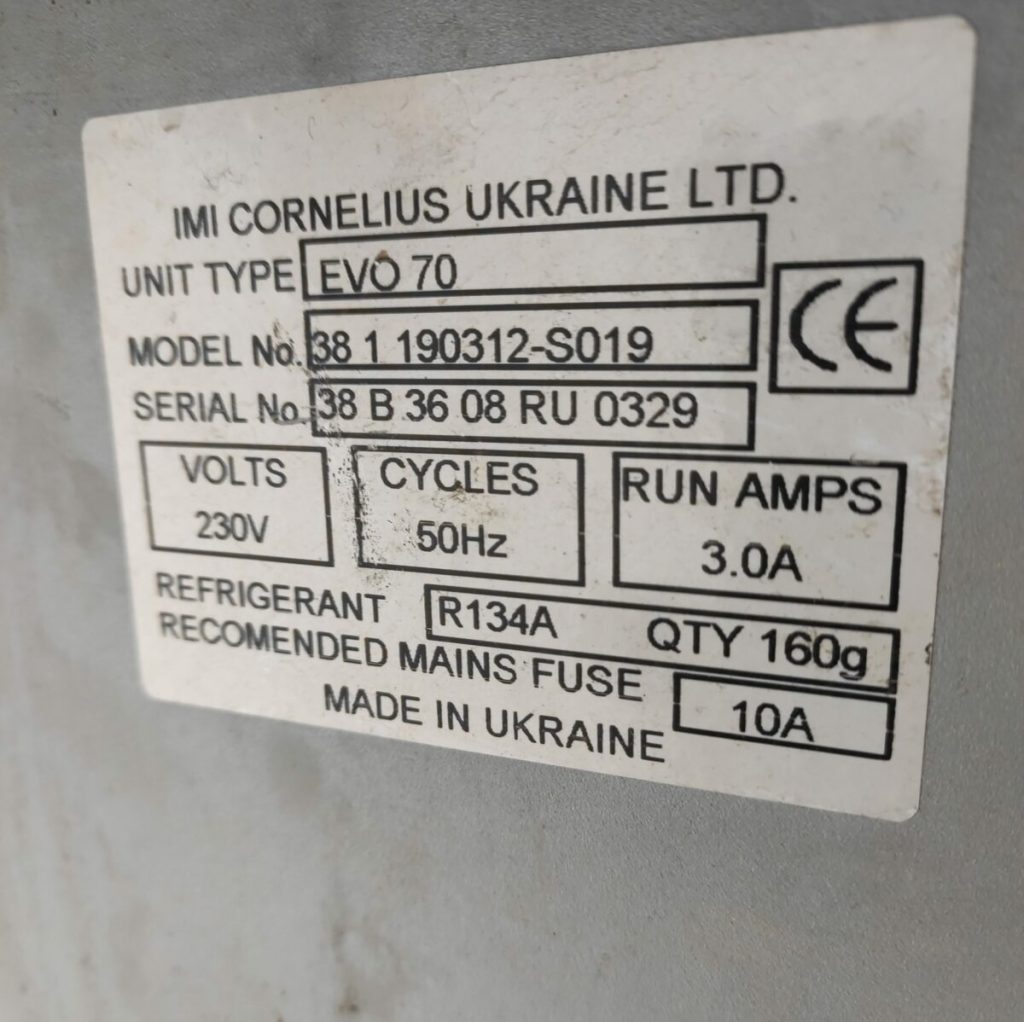 IMI CORNELIUS UKRAINE LTD.
UNIT TYPE EVO 70
MODEL No. 38 1 190312-S019
SERIAL No. 38 B 36 08 RU 0329
CE
VOLTS CYCLES RUN AMPS
230V 50Hz 3.0A
REFRIGERANT R134A QTY 160g
RECOMENDED MAINS FUSE 10A
MADE IN UKRAINE